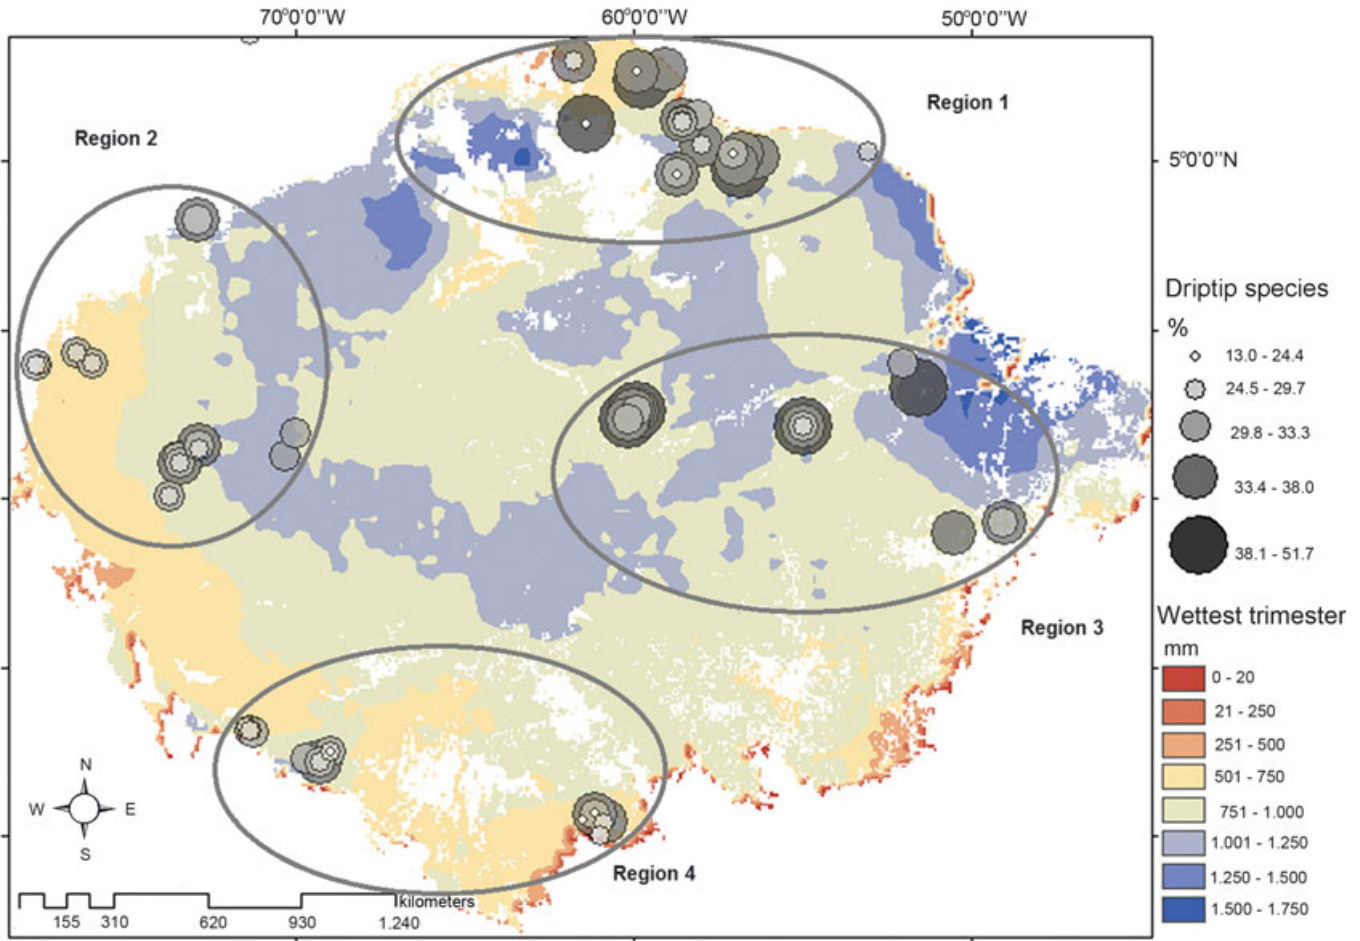 70°0'0''W 60°0'0''W 50°0'0''W
Region 1
Region 2
5°0'0''N
Driptip species
%
13.0 - 24.4
24.5 - 29.7
29.8 - 33.3
33.4 - 38.0
38.1 - 51.7
Region 3
Wettest trimester
mm
0 - 20
21 - 250
251 - 500
501 - 750
751 - 1.000
1.001 - 1.250
1.250 - 1.500
1.500 - 1.750
N
W E
S
Region 4
kilometers
155 310 620 930 1.240